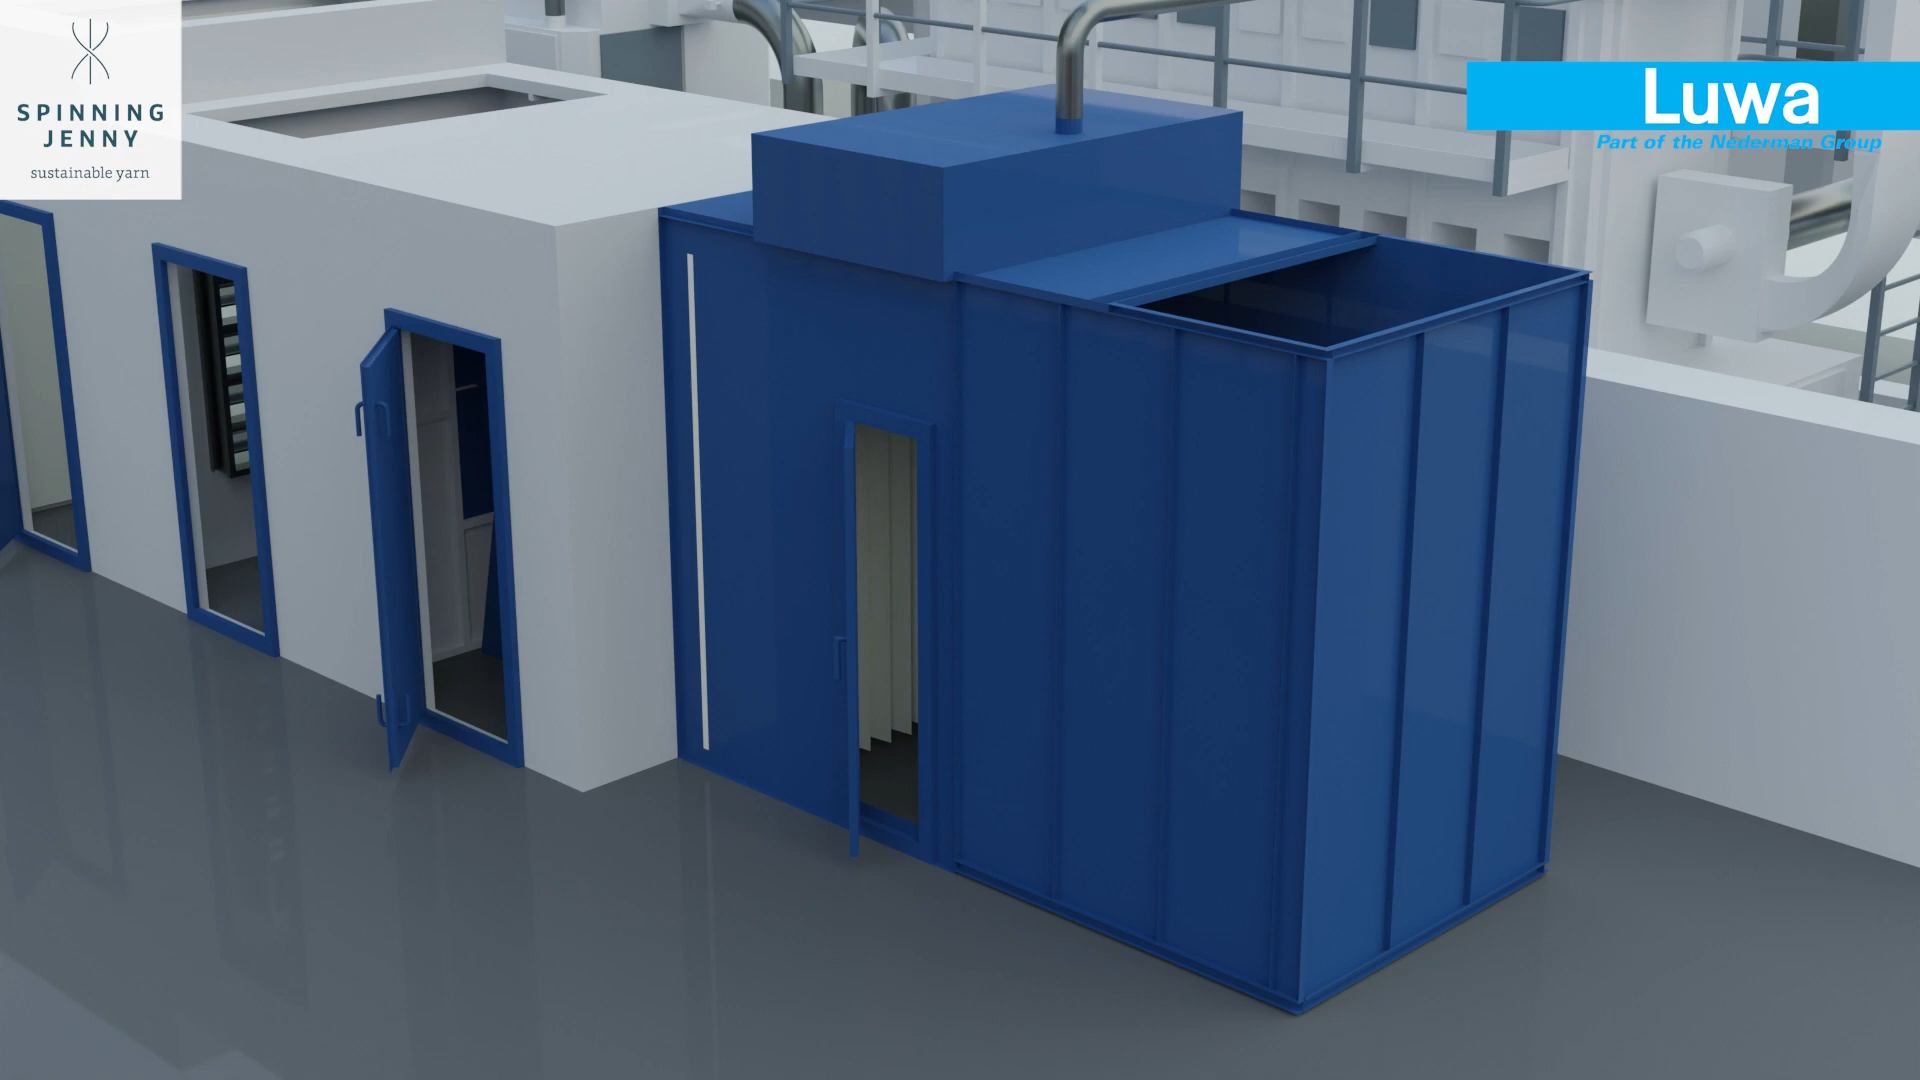 SPINNING
JENNY
sustainable yarn
Luwa
Part of the Nederman Group